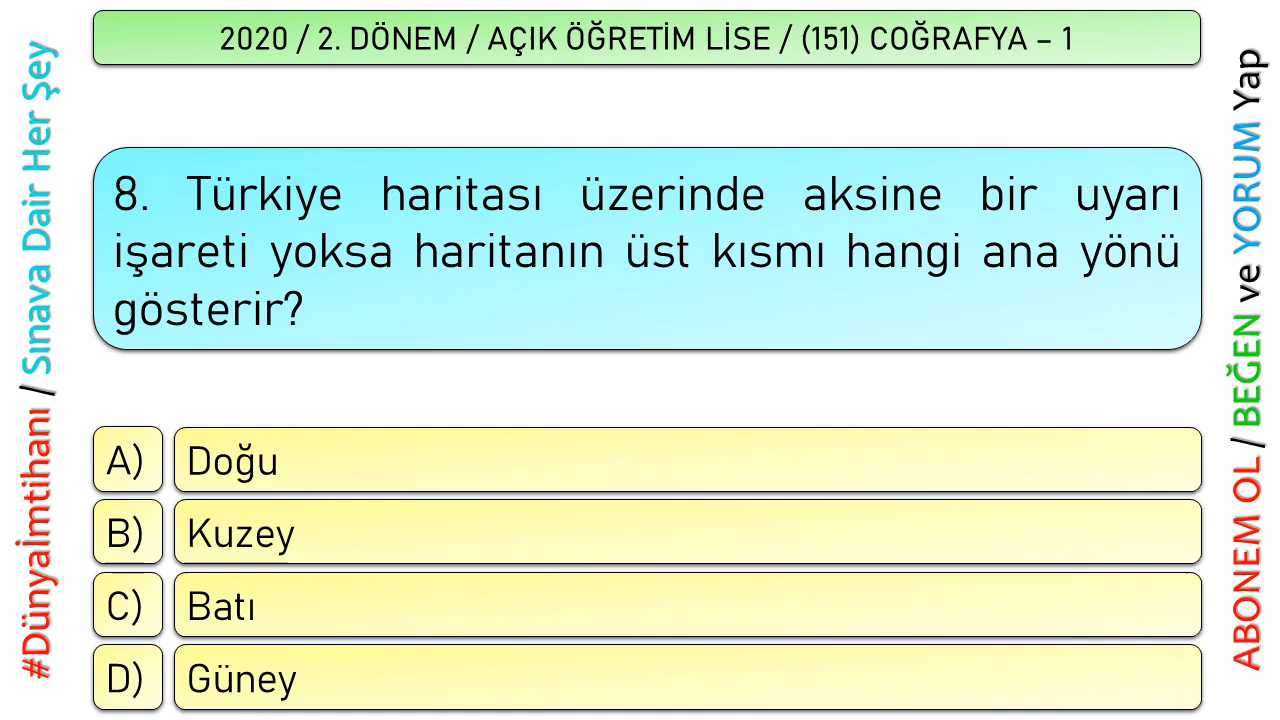 2020 / 2. DÖNEM / AÇIK ÖĞRETİM LİSE / (151) COĞRAFYA – 1
#Dünyaİmtihanı / Sınava Dair Her Şey
8. Türkiye haritası üzerinde aksine bir uyarı
işareti yoksa haritanın üst kısmı hangi ana yönü
gösterir?
A) Doğu
B) Kuzey
C) Batı
D) Güney
ABONEM OL / BEĞEN ve YORUM Yap